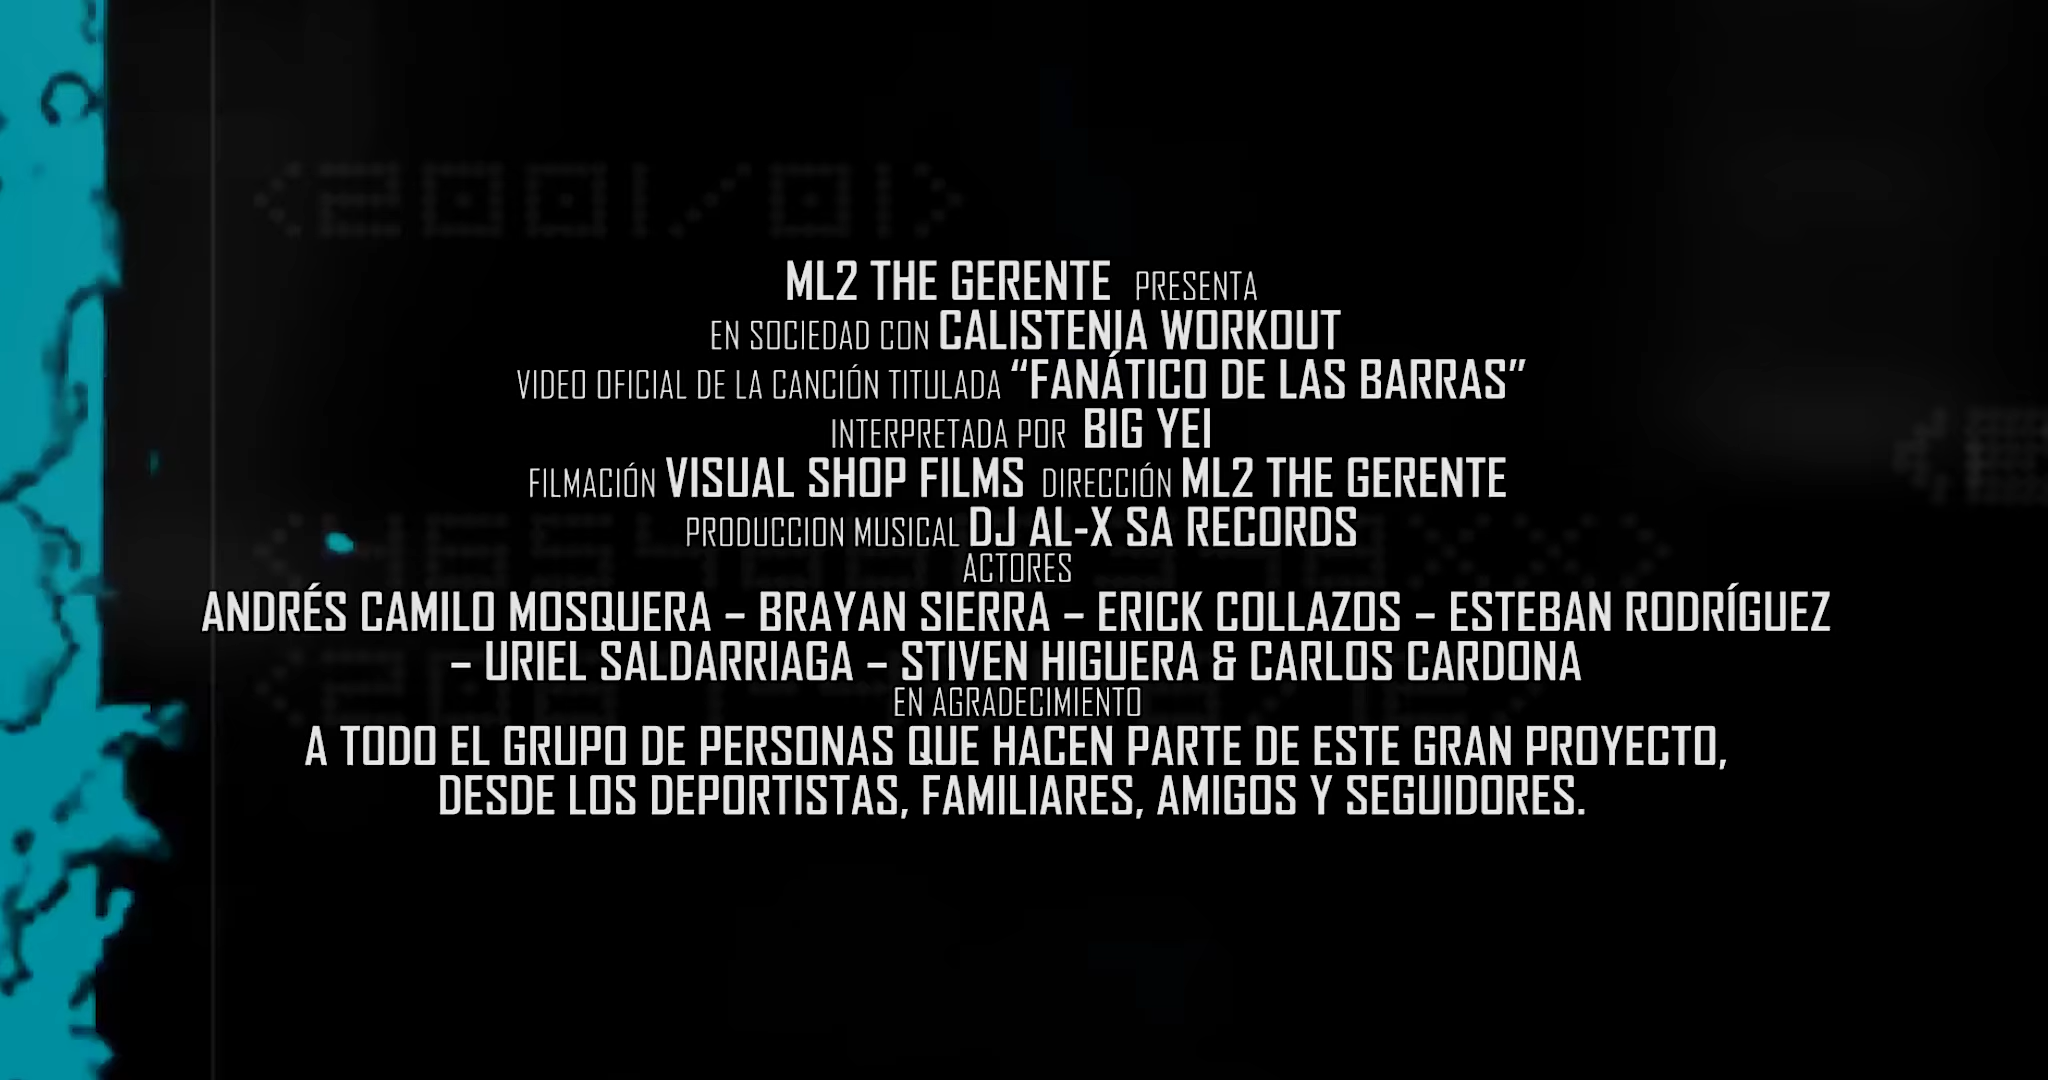 <2001/01>
ML2 THE GERENTE PRESENTA
EN SOCIEDAD CON CALISTENIA WORKOUT
VIDEO OFICIAL DE LA CANCIÓN TITULADA “FANÁTICO DE LAS BARRAS”
INTERPRETADA POR BIG YEI
FILMACIÓN VISUAL SHOP FILMS DIRECCIÓN ML2 THE GERENTE
PRODUCCION MUSICAL DJ AL-X SA RECORDS
ACTORES
ANDRÉS CAMILO MOSQUERA – BRAYAN SIERRA – ERICK COLLAZOS – ESTEBAN RODRÍGUEZ
– URIEL SALDARRIAGA – STIVEN HIGUERA & CARLOS CARDONA
EN AGRADECIMIENTO
A TODO EL GRUPO DE PERSONAS QUE HACEN PARTE DE ESTE GRAN PROYECTO,
DESDE LOS DEPORTISTAS, FAMILIARES, AMIGOS Y SEGUIDORES.